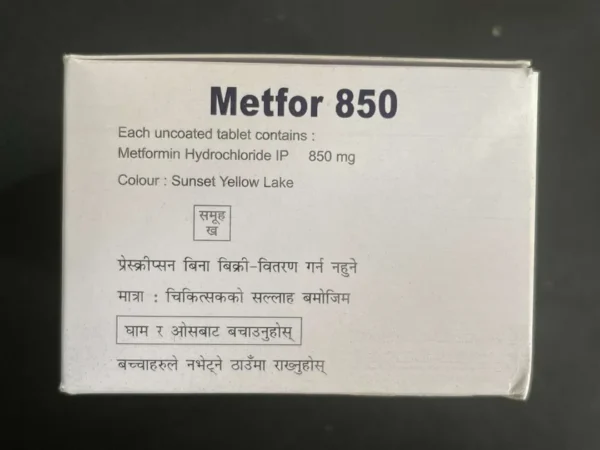 Metfor 850
Each uncoated tablet contains :
Metformin Hydrochloride IP 850 mg
Colour : Sunset Yellow Lake
समूह
ख
प्रेस्क्रीप्सन बिना बिक्री-वितरण गर्न नहुने
मात्रा : चिकित्सकको सल्लाह बमोजिम
घाम र ओसबाट बचाउनुहोस्
बच्चाहरुले नभेट्ने ठाउँमा राख्नुहोस्